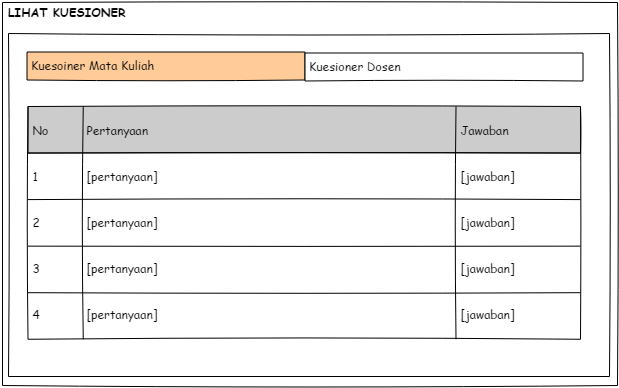 LIHAT KUESIONER
Kuesoiner Mata Kuliah Kuesioner Dosen
No Pertanyaan Jawaban
1 [pertanyaan] [jawaban]
2 [pertanyaan] [jawaban]
3 [pertanyaan] [jawaban]
4 [pertanyaan] [jawaban]